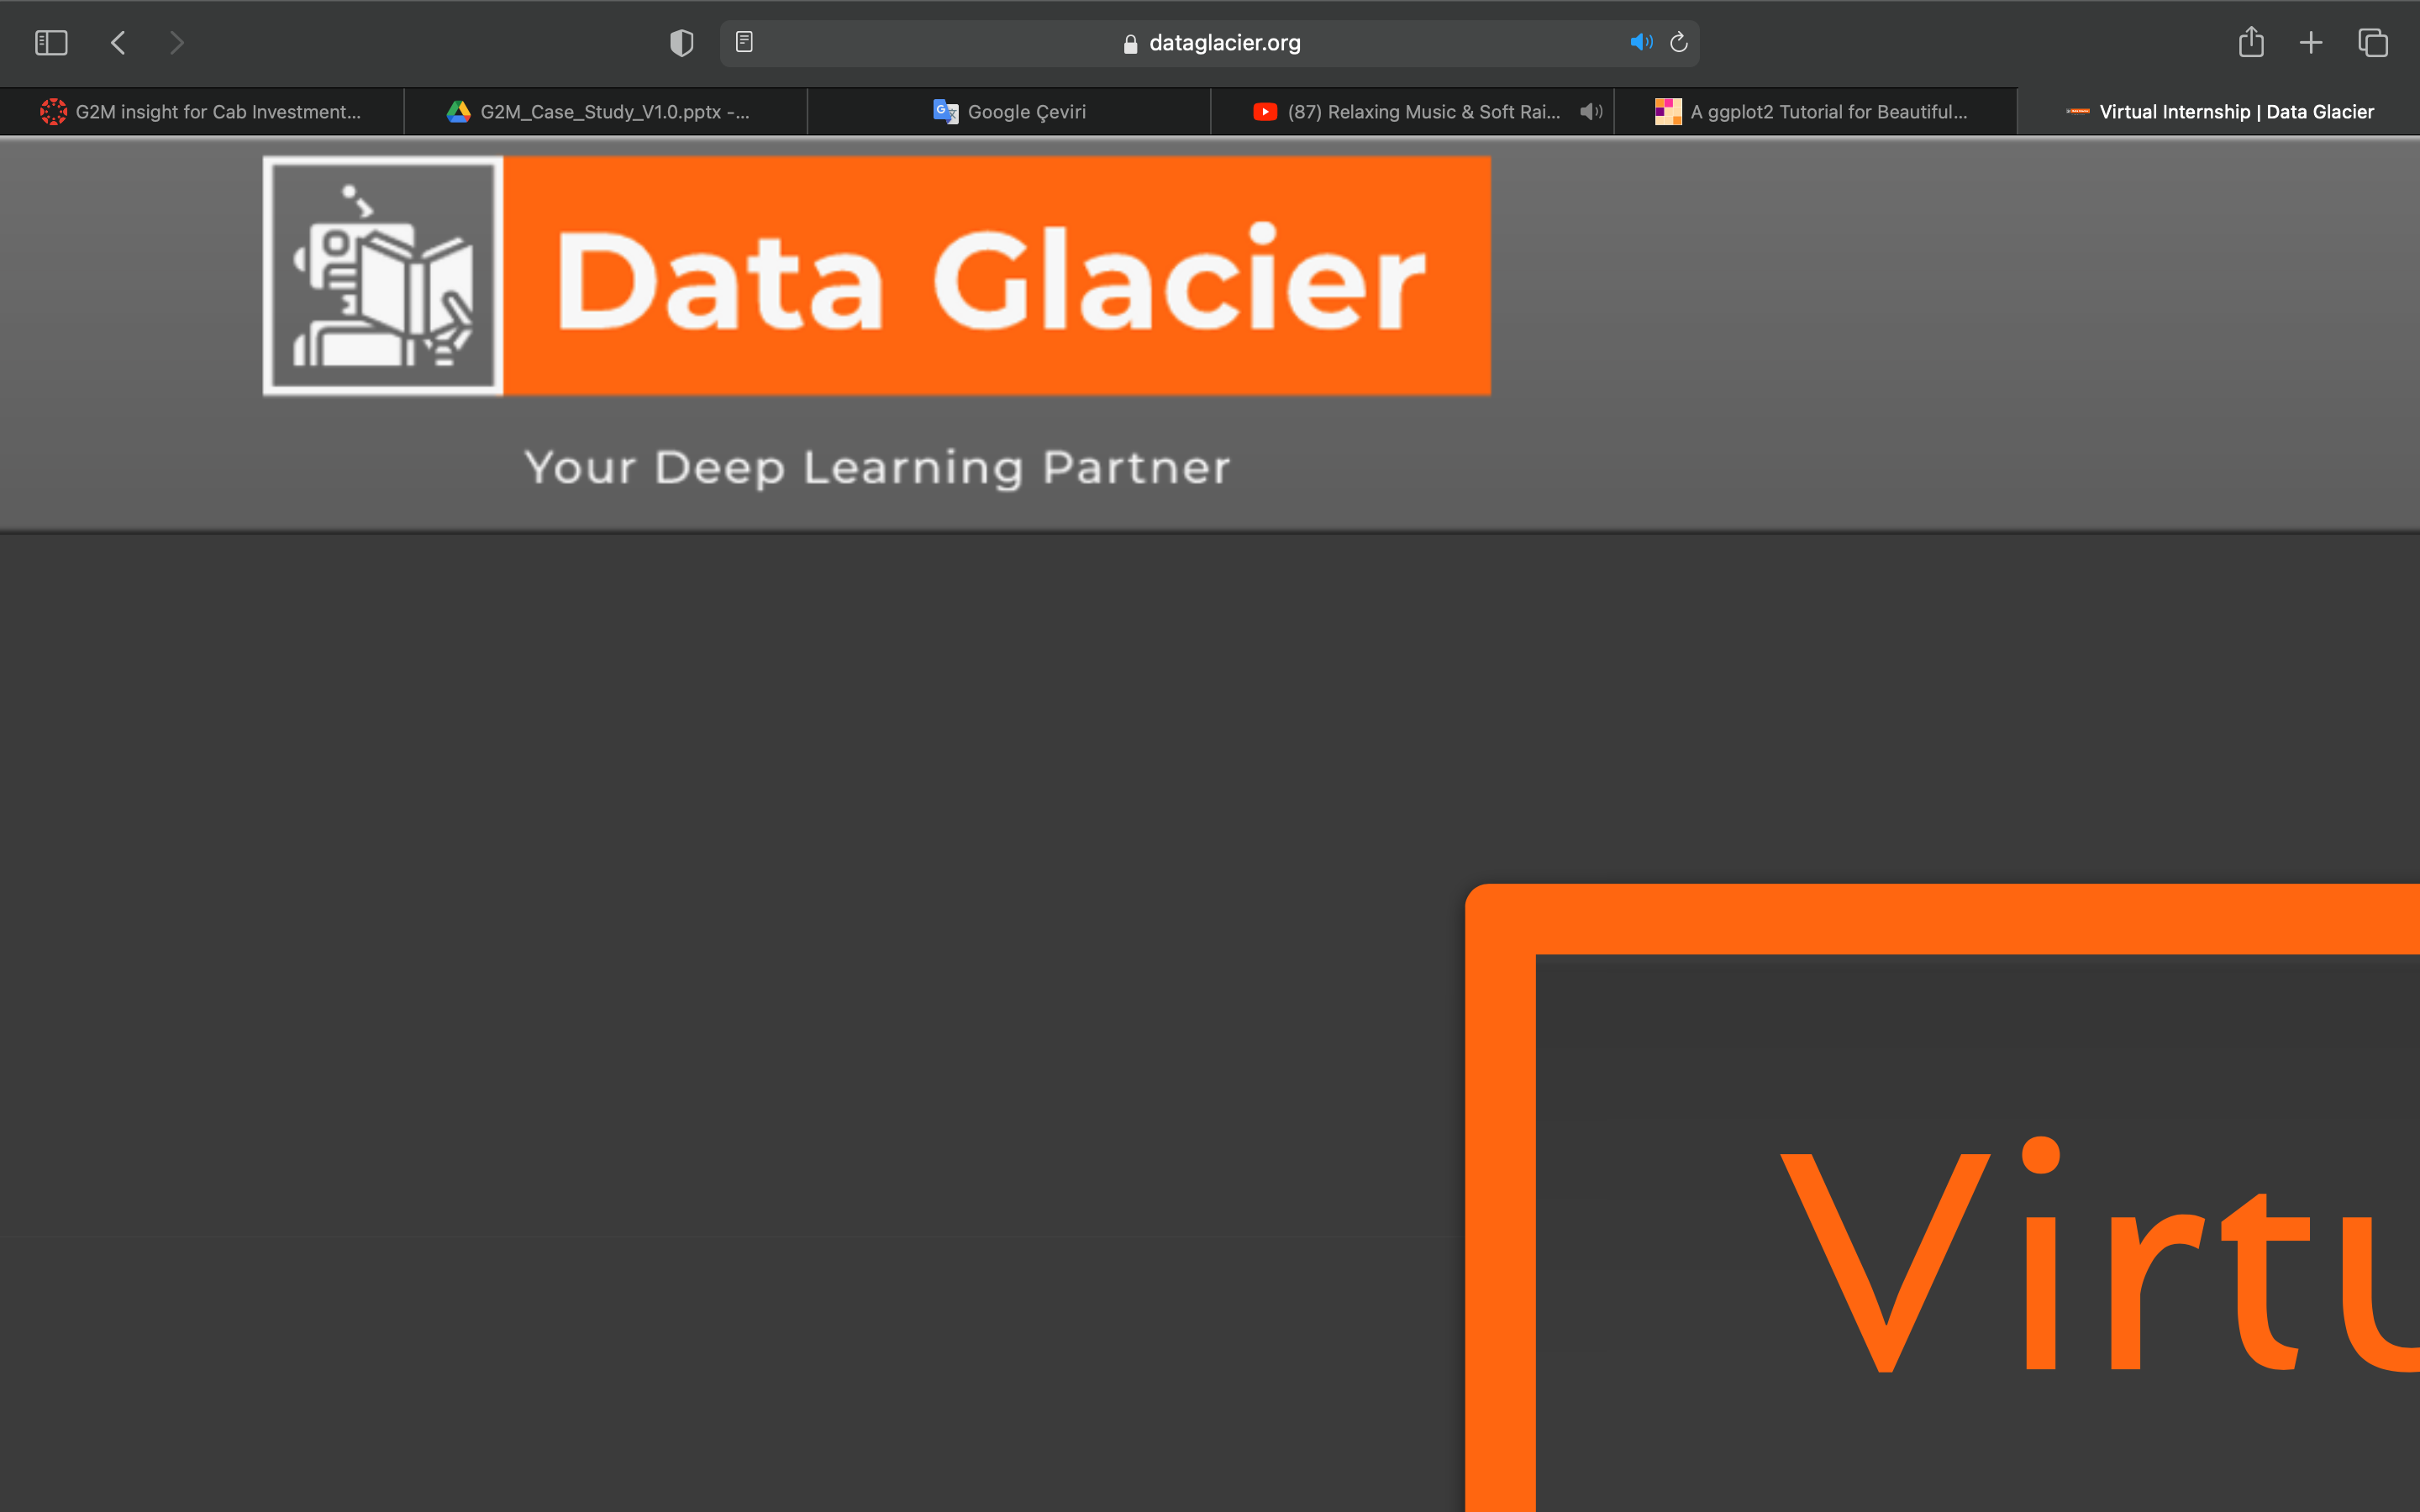 dataglacier.org
G2M insight for Cab Investment...
G2M_Case_Study_V1.0.pptx -...
Google Çeviri
(87) Relaxing Music & Soft Rai...
A ggplot2 Tutorial for Beautiful...
Virtual Internship | Data Glacier
Data Glacier
Your Deep Learning Partner
Virtu